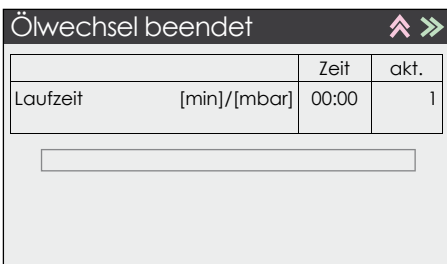 Ölwechsel beendet
Zeit akt.
Laufzeit [min]/[mbar] 00:00 1